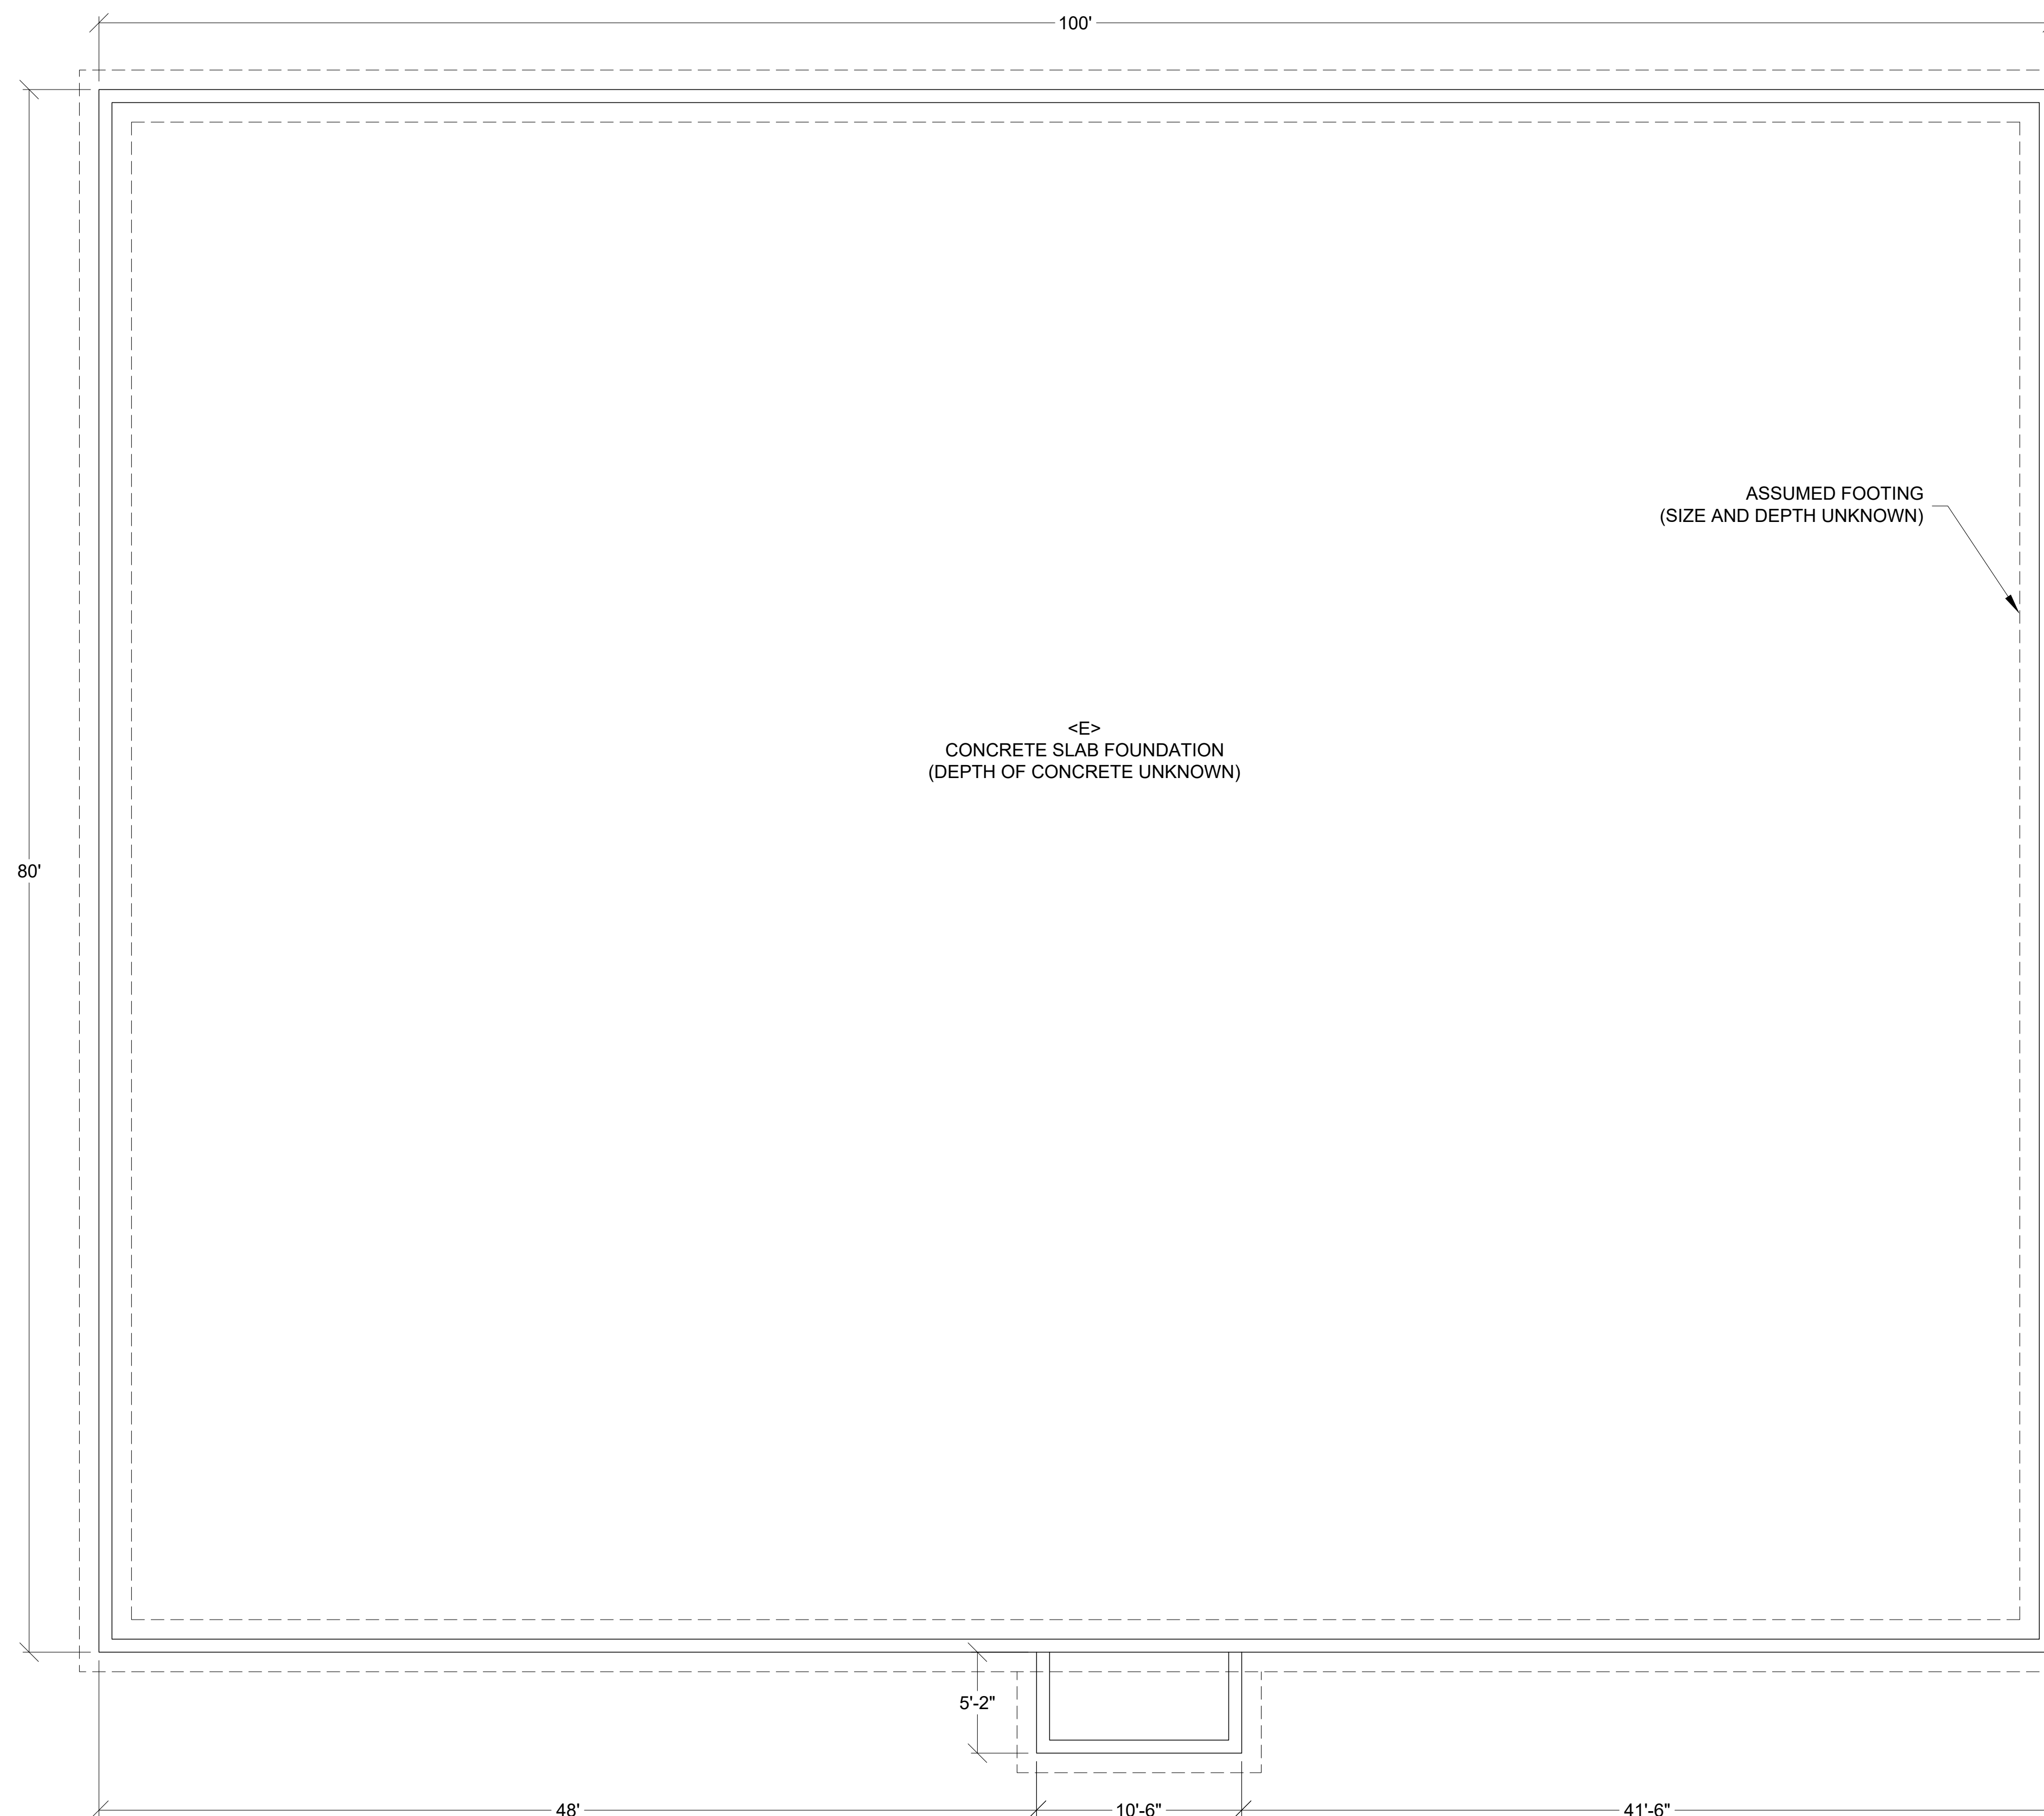 100'
ASSUMED FOOTING
(SIZE AND DEPTH UNKNOWN)
<E>
CONCRETE SLAB FOUNDATION
(DEPTH OF CONCRETE UNKNOWN)
80'
5'-2"
48'
10'-6"
41'-6"